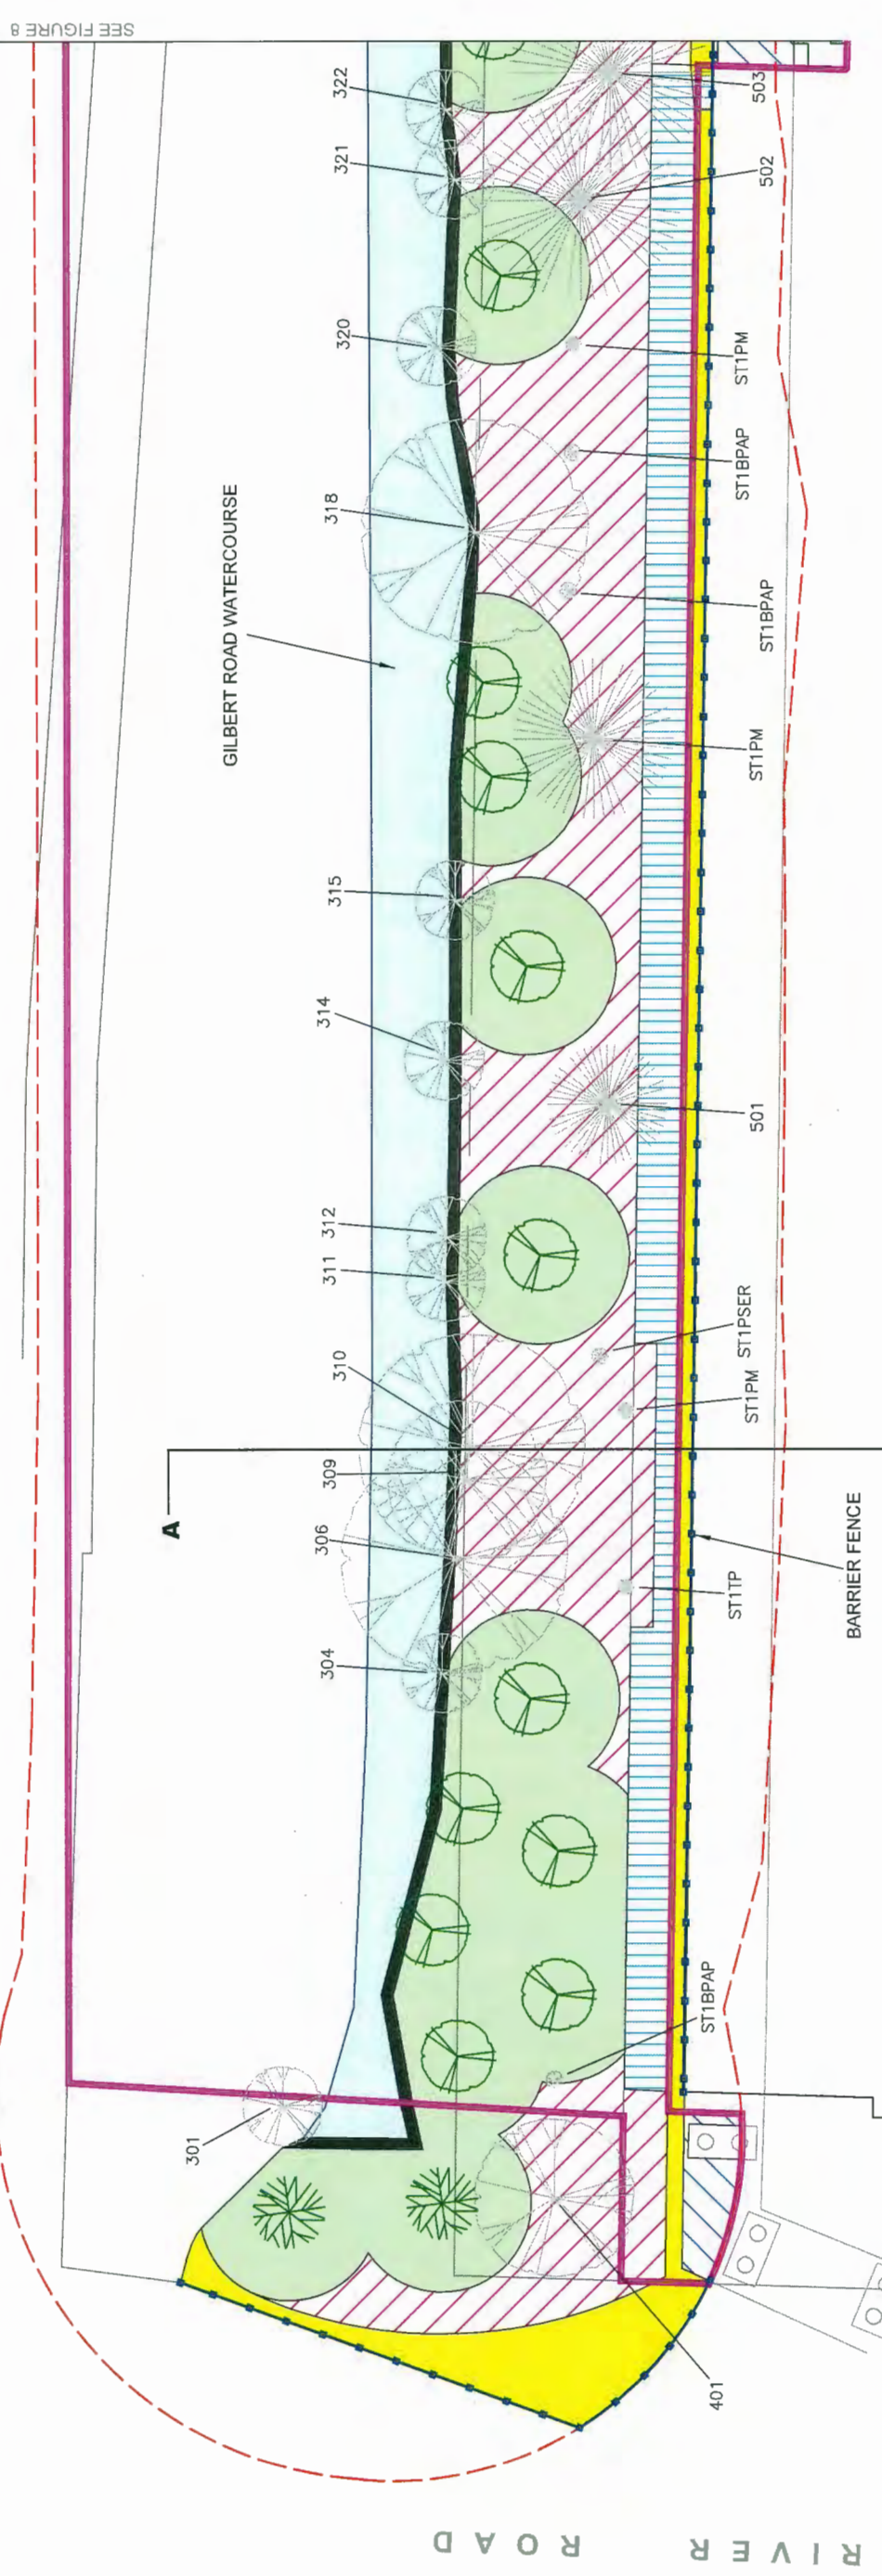 SEE FIGURE 8
322
321
320
318
GILBERT ROAD WATERCOURSE
315
314
312
311
310
309
306
304
301
A
503
502
ST1PM
ST1BPAP
ST1BPAP
ST1PM
501
ST1PSER
ST1PM
ST1TP
BARRIER FENCE
ST1BPAP
401
RIVER ROAD